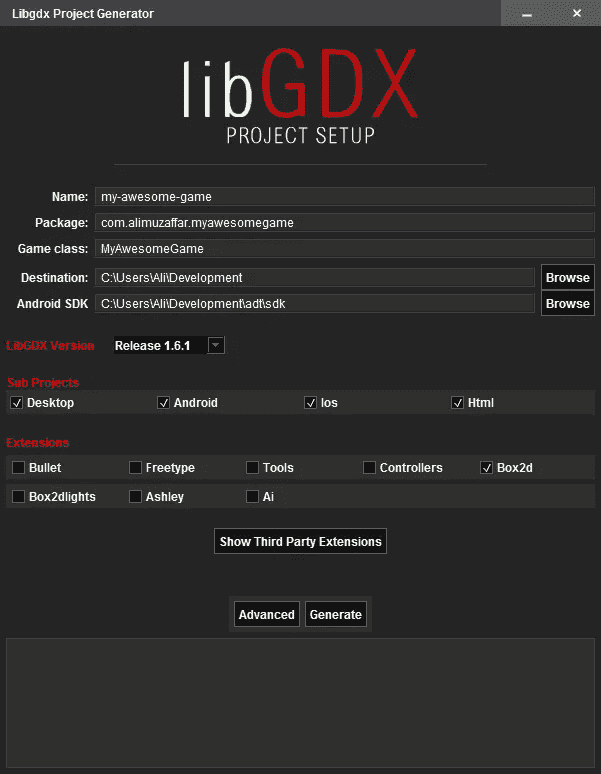 Libgdx Project Generator
libGDX
PROJECT SETUP
Name: my-awesome-game
Package: com.alimuzaffar.myawesomegame
Game class: MyAwesomeGame
Destination: C:\Users\Ali\Development Browse
Android SDK C:\Users\Ali\Development\adt\sdk Browse
LibGDX Version Release 1.6.1
Sub Projects
Desktop Android Ios Html
Extensions
Bullet Freetype Tools Controllers Box2d
Box2dlights Ashley Ai
Show Third Party Extensions
Advanced Generate